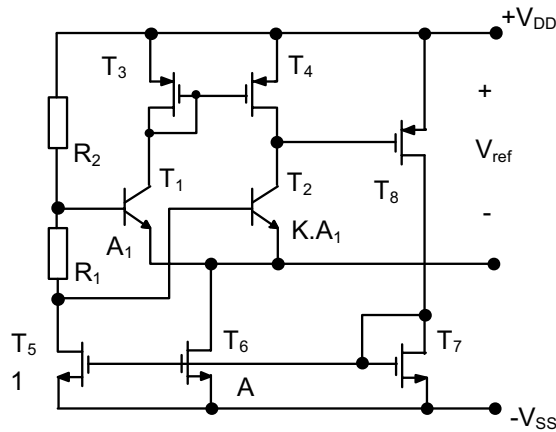 +V_DD
T_3
T_4
+
R_2
V_ref
T_1
T_2
T_8
-
A_1
K.A_1
R_1
T_5
T_6
T_7
1
A
-V_SS